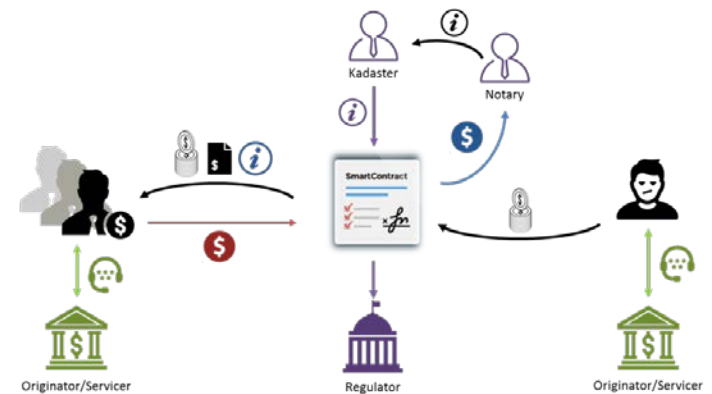 Kadaster
Notary
SmartContract
Originator/Servicer
Regulator
Originator/Servicer